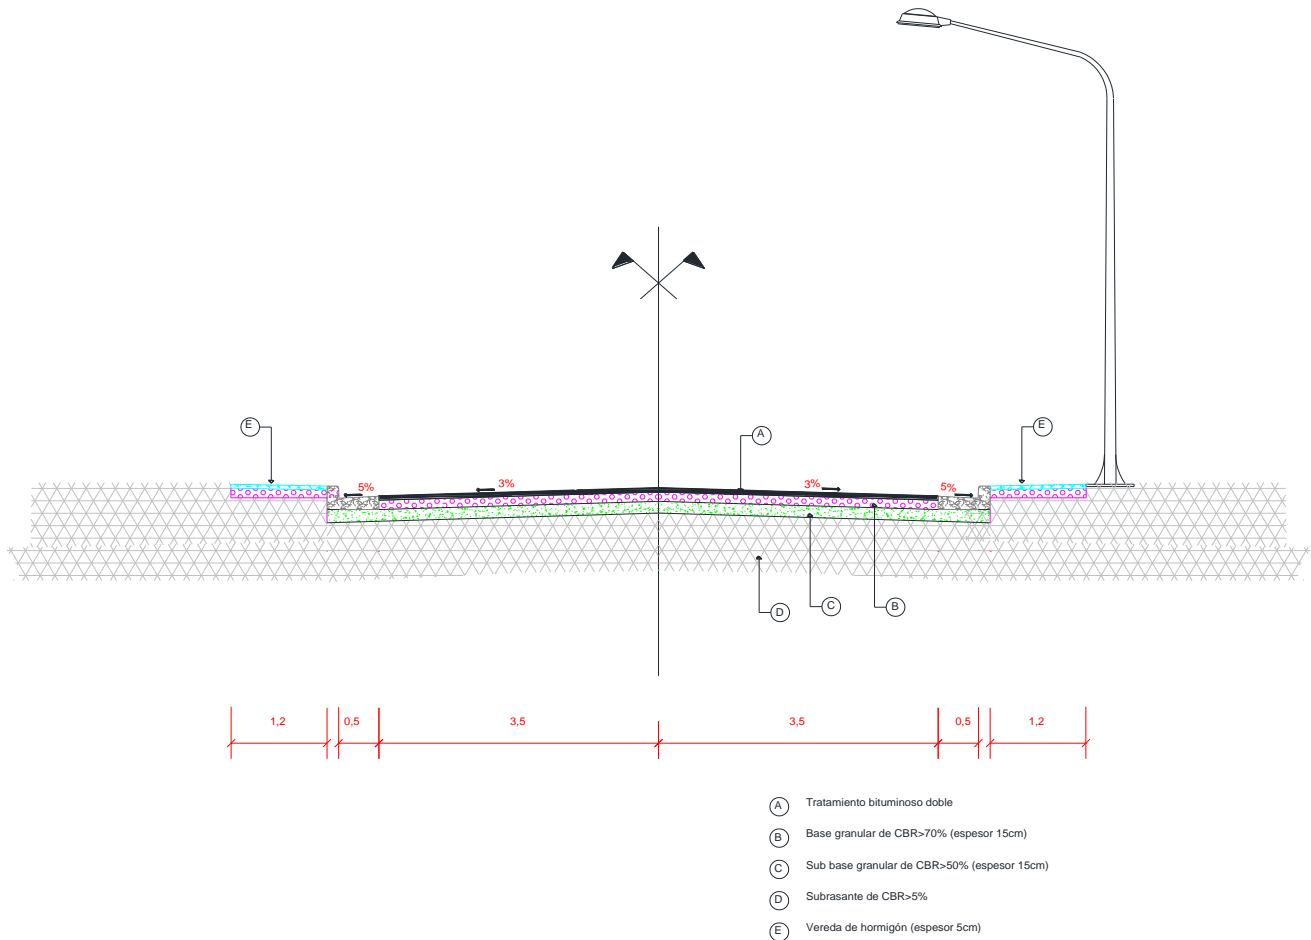 E
A
E
5%
3%
3%
5%
D
C
B
1,2
0,5
3,5
3,5
0,5
1,2
A Tratamiento bituminoso doble
B Base granular de CBR>70% (espesor 15cm)
C Sub base granular de CBR>50% (espesor 15cm)
D Subrasante de CBR>5%
E Vereda de hormigón (espesor 5cm)